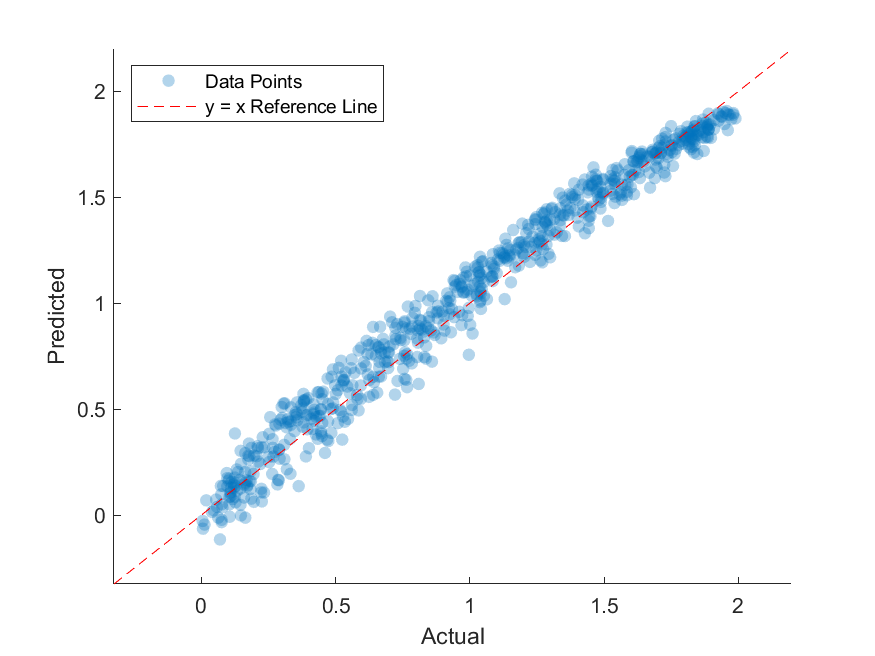 Data Points
y = x Reference Line
2
1.5
1
0.5
0
Predicted
0
0.5
1
1.5
2
Actual